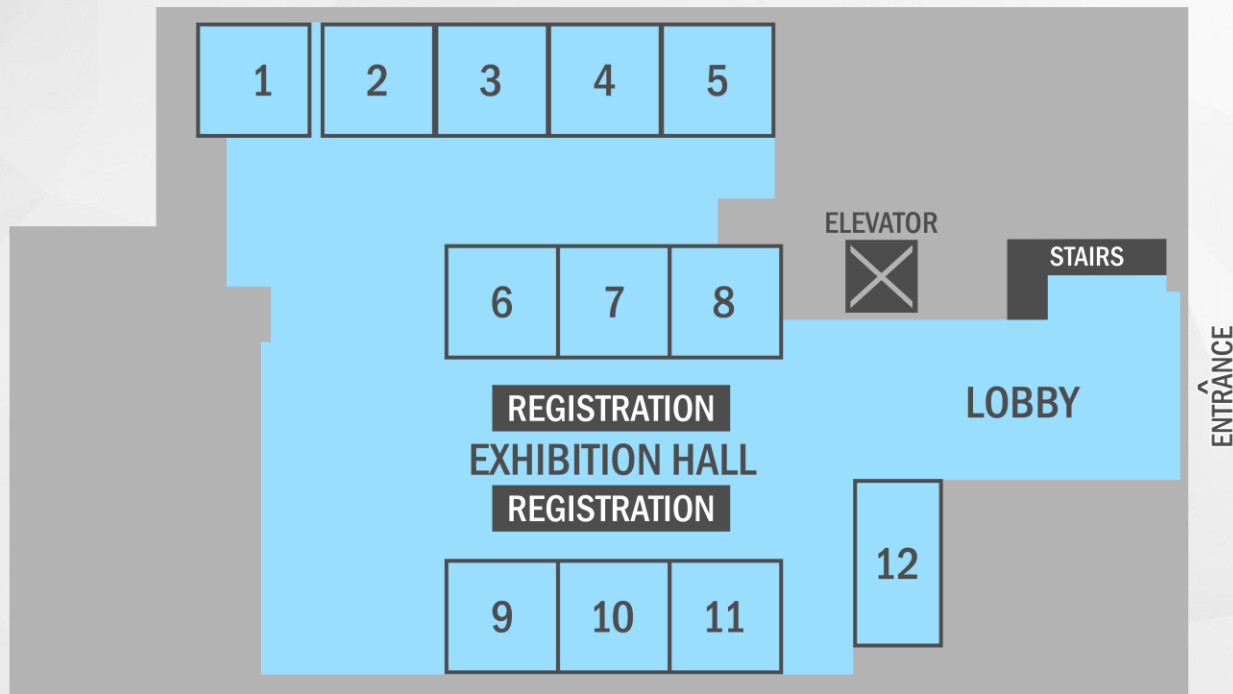 1 2 3 4 5
ELEVATOR
STAIRS
6 7 8
ENTRANCE
LOBBY
REGISTRATION
EXHIBITION HALL
REGISTRATION
12
9 10 11